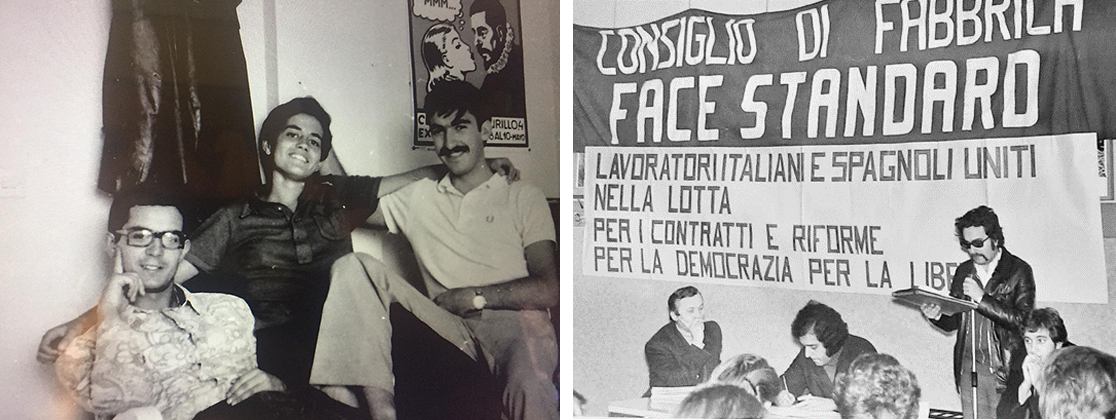 MMM...
CONSIGLIO DI FABBRICA
FACE STANDARD
LAVORATORI ITALIANI E SPAGNOLI UNITI
NELLA LOTTA
PER I CONTRATTI E RIFORME
PER LA DEMOCRAZIA PER LA LIBE